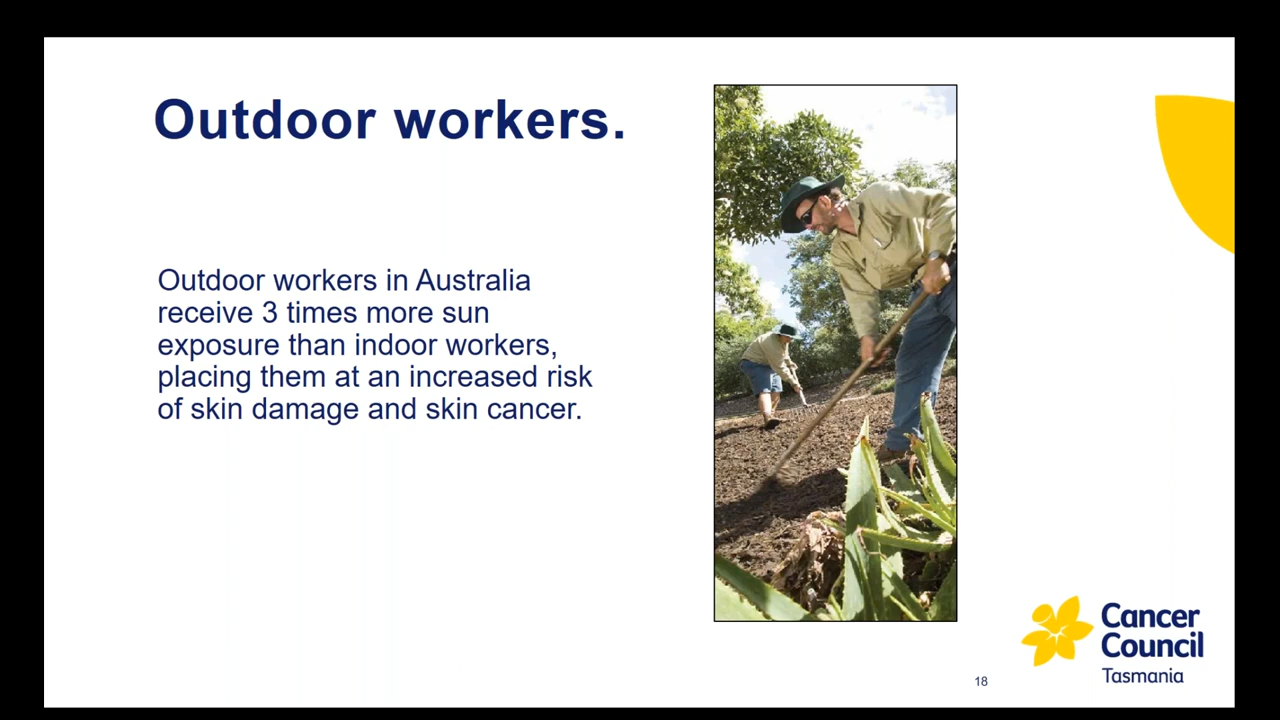 Outdoor workers.
Outdoor workers in Australia
receive 3 times more sun
exposure than indoor workers,
placing them at an increased risk
of skin damage and skin cancer.
Cancer
Council
Tasmania
18